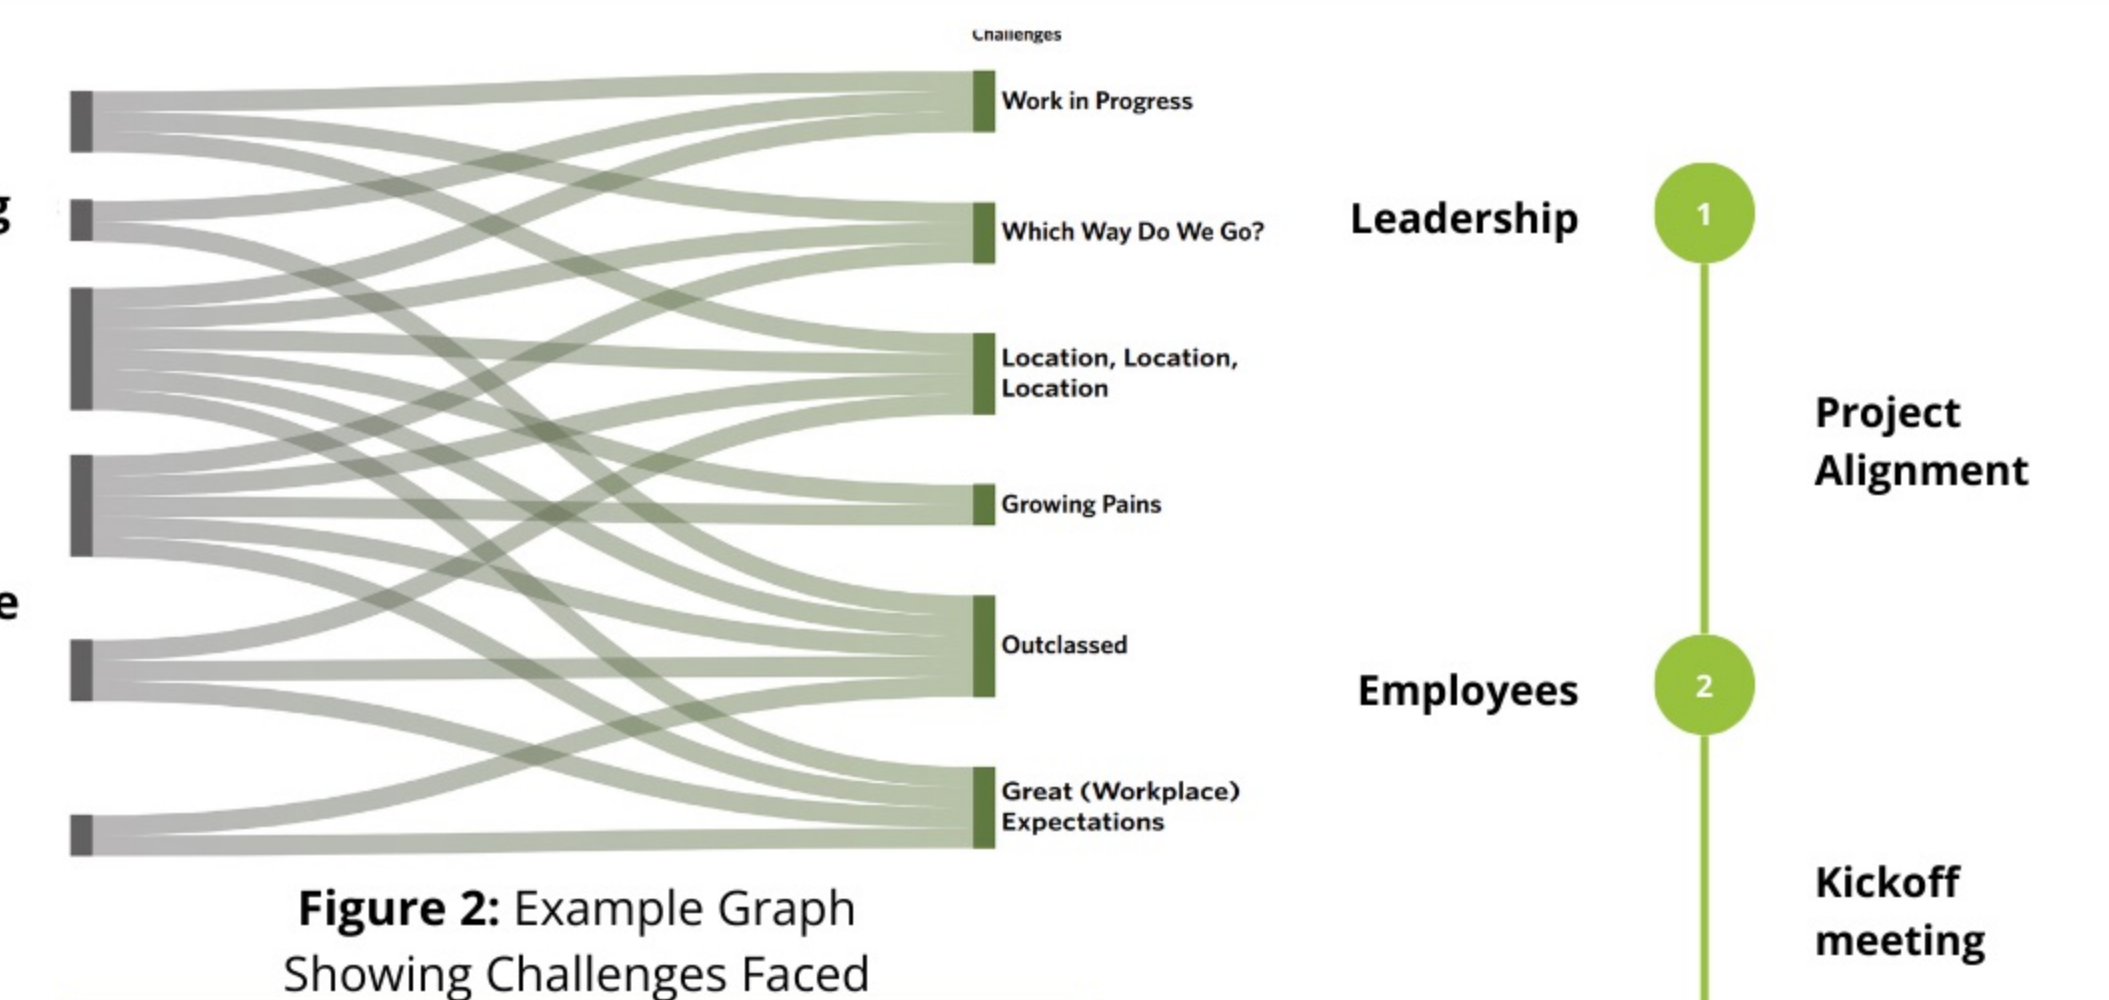 Challenges
Work in Progress
Which Way Do We Go?
Location, Location,
Location
Growing Pains
Outclassed
Great (Workplace)
Expectations
g
e
Figure 2: Example Graph
Showing Challenges Faced
Leadership
1
Project
Alignment
Employees
2
Kickoff
meeting